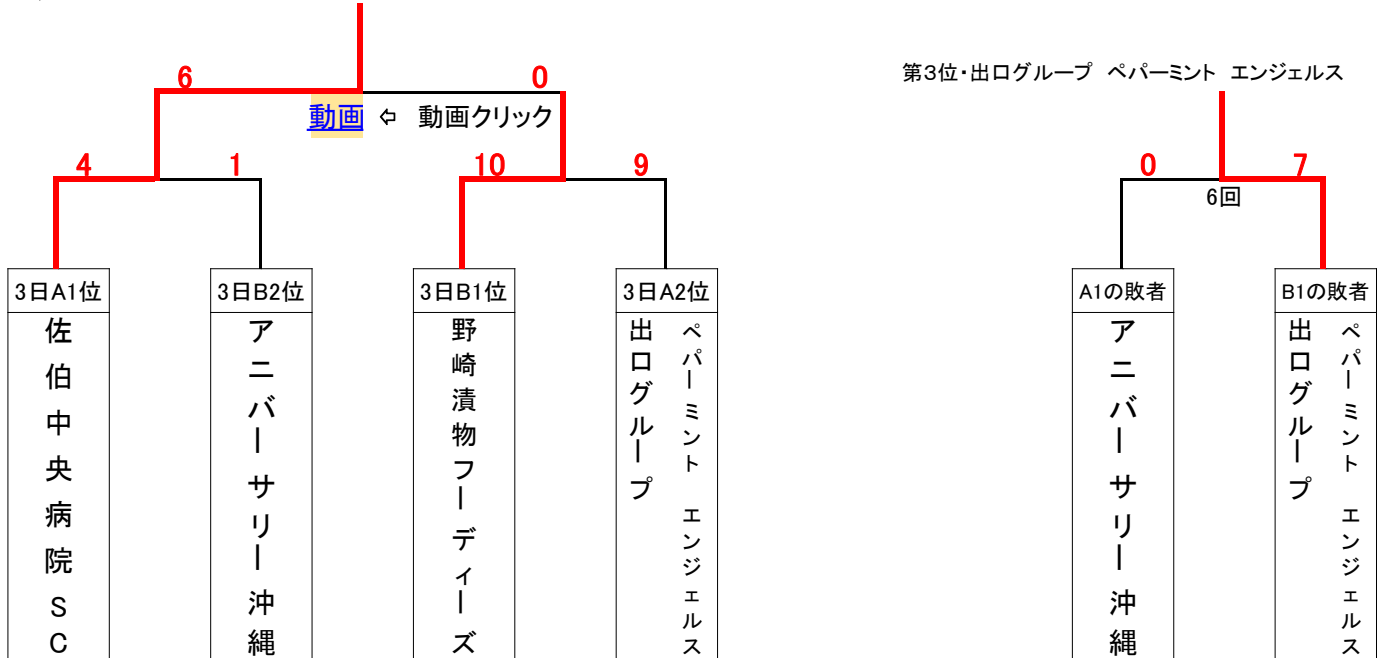 第3位・出口グループ ペパーミント エンジェルス
6 0
動画 ⇦ 動画クリック
4 1 10 9
0 7
6回
3日A1位
佐伯中央病院SC
3日B2位
アニバーサリー沖縄
3日B1位
野崎漬物フーディーズ
3日A2位
出口グループ
ペパーミント エンジェルス
A1の敗者
アニバーサリー沖縄
B1の敗者
出口グループ
ペパーミント エンジェルス